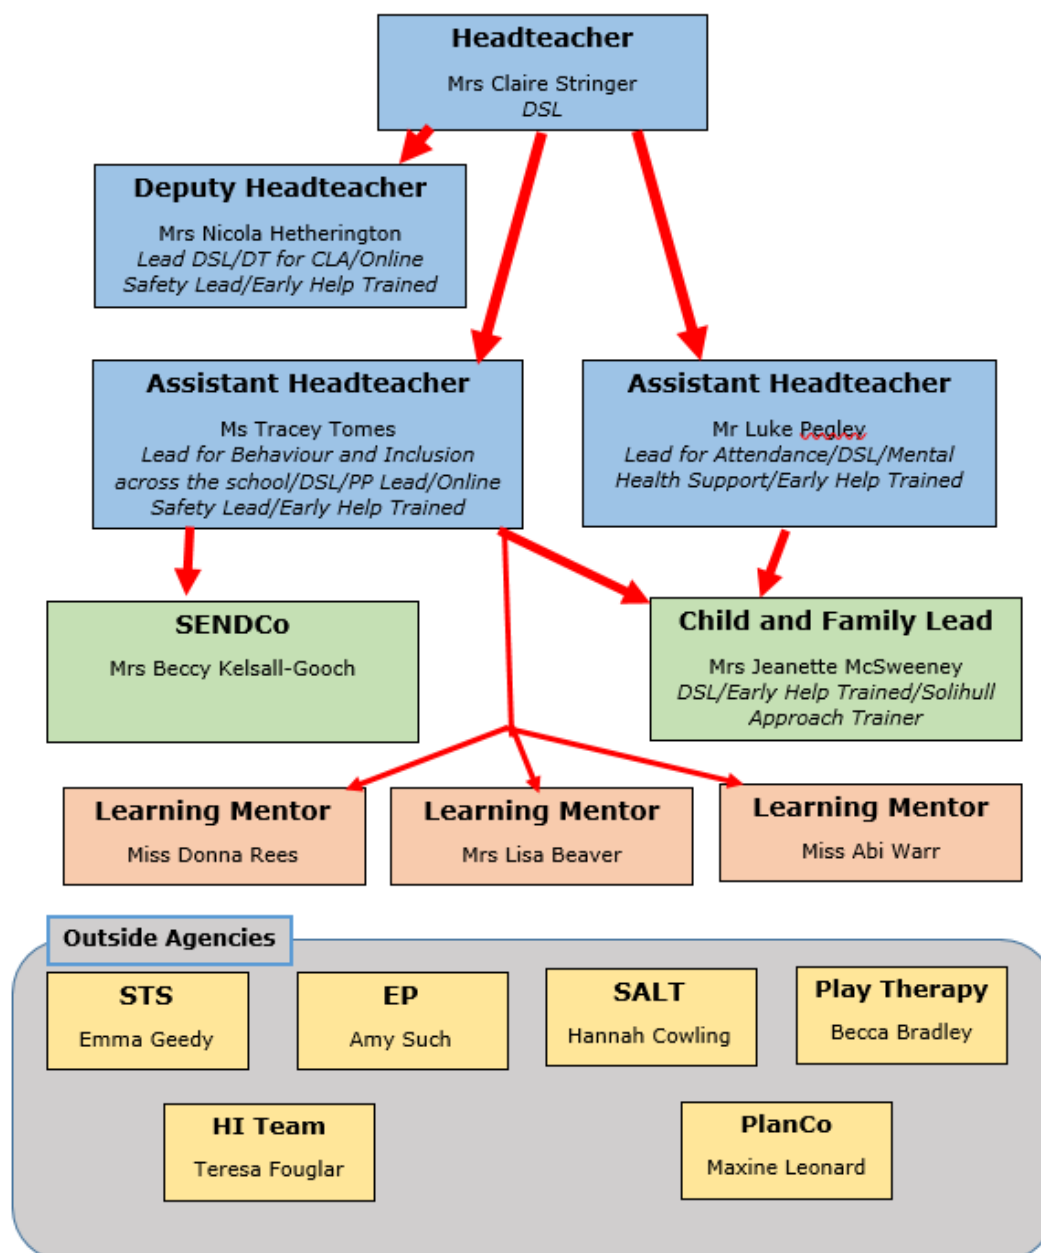 Headteacher
Mrs Claire Stringer
DSL
Deputy Headteacher
Mrs Nicola Hetherington
Lead DSL/DT for CLA/Online
Safety Lead/Early Help Trained
Assistant Headteacher
Ms Tracey Tomes
Lead for Behaviour and Inclusion
across the school/DSL/PP Lead/Online
Safety Lead/Early Help Trained
Assistant Headteacher
Mr Luke Pegley
Lead for Attendance/DSL/Mental
Health Support/Early Help Trained
SENDCo
Mrs Beccy Kelsall-Gooch
Child and Family Lead
Mrs Jeanette McSweeney
DSL/Early Help Trained/Solihull
Approach Trainer
Learning Mentor
Miss Donna Rees
Learning Mentor
Mrs Lisa Beaver
Learning Mentor
Miss Abi Warr
Outside Agencies
STS
Emma Geedy
EP
Amy Such
SALT
Hannah Cowling
Play Therapy
Becca Bradley
HI Team
Teresa Fouglar
PlanCo
Maxine Leonard